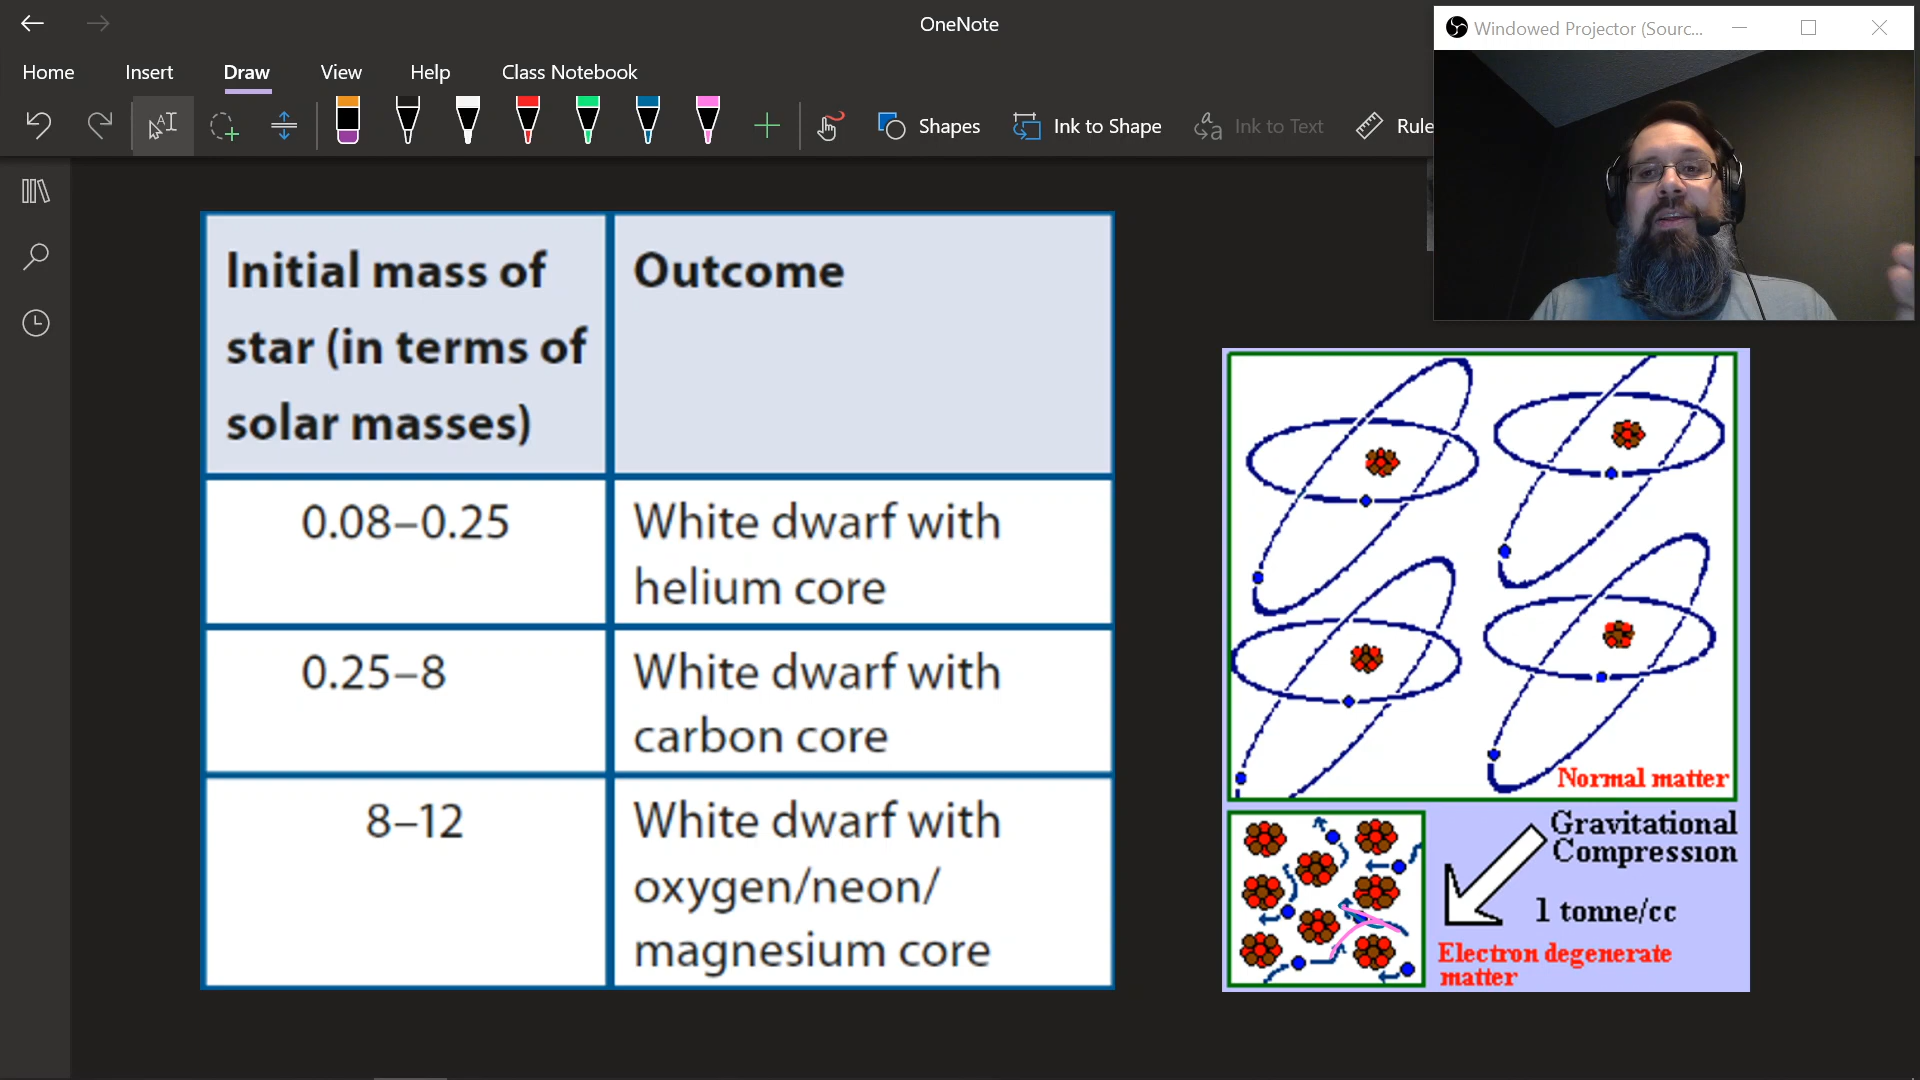 OneNote
Windowed Projector (Sourc...
Home Insert Draw View Help Class Notebook
Shapes Ink to Shape Ink to Text Rule
Initial mass of
star (in terms of
solar masses)
Outcome
0.08–0.25
White dwarf with
helium core
0.25–8
White dwarf with
carbon core
8–12
White dwarf with
oxygen/neon/
magnesium core
Normal matter
Gravitational
Compression
1 tonne/cc
Electron degenerate
matter